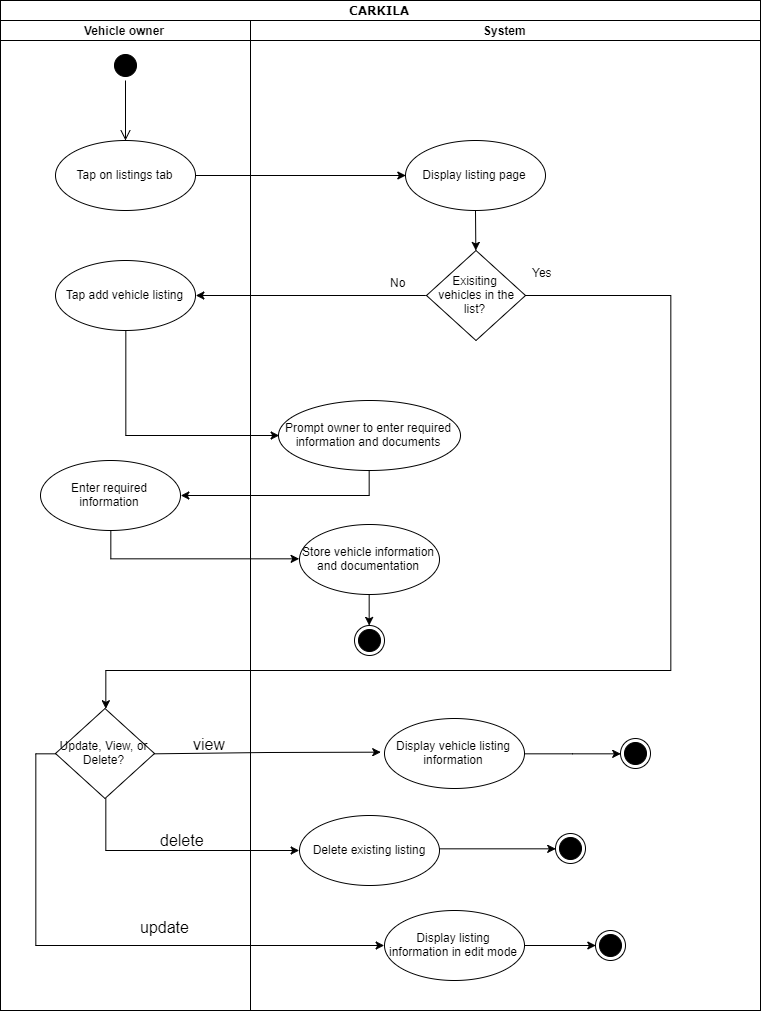 CARKILA
Vehicle owner
System
Tap on listings tab
Display listing page
Exisiting
vehicles in the
list?
No
Yes
Tap add vehicle listing
Prompt owner to enter required
information and documents
Enter required
information
Store vehicle information
and documentation
Update, View, or
Delete?
view
Display vehicle listing
information
delete
Delete existing listing
update
Display listing
information in edit mode